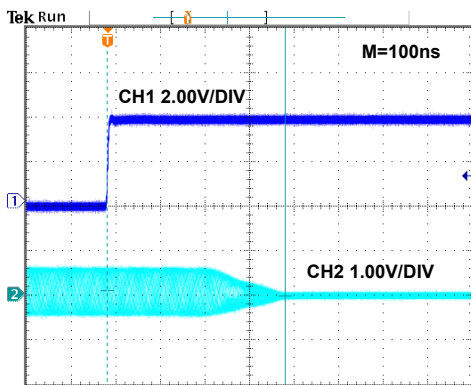 Tek Run
T
M=100ns
CH1 2.00V/DIV
1
CH2 1.00V/DIV
2